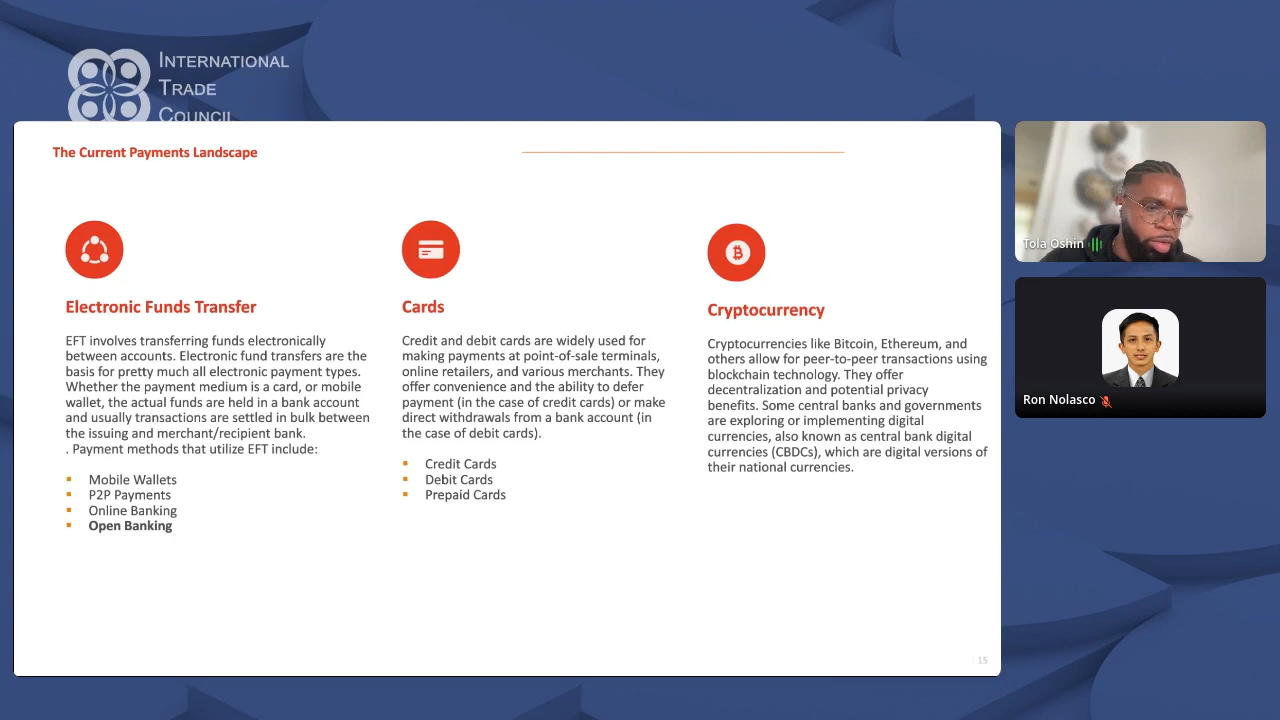 INTERNATIONAL
TRADE
COUNCIL
The Current Payments Landscape
Electronic Funds Transfer
EFT involves transferring funds electronically
between accounts. Electronic fund transfers are the
basis for pretty much all electronic payment types.
Whether the payment medium is a card, or mobile
wallet, the actual funds are held in a bank account
and usually transactions are settled in bulk between
the issuing and merchant/recipient bank.
. Payment methods that utilize EFT include:
▪ Mobile Wallets
▪ P2P Payments
▪ Online Banking
▪ Open Banking
Cards
Credit and debit cards are widely used for
making payments at point-of-sale terminals,
online retailers, and various merchants. They
offer convenience and the ability to defer
payment (in the case of credit cards) or make
direct withdrawals from a bank account (in
the case of debit cards).
▪ Credit Cards
▪ Debit Cards
▪ Prepaid Cards
Cryptocurrency
Cryptocurrencies like Bitcoin, Ethereum, and
others allow for peer-to-peer transactions using
blockchain technology. They offer
decentralization and potential privacy
benefits. Some central banks and governments
are exploring or implementing digital
currencies, also known as central bank digital
currencies (CBDCs), which are digital versions of
their national currencies.
| 15
Tola Oshin
Ron Nolasco